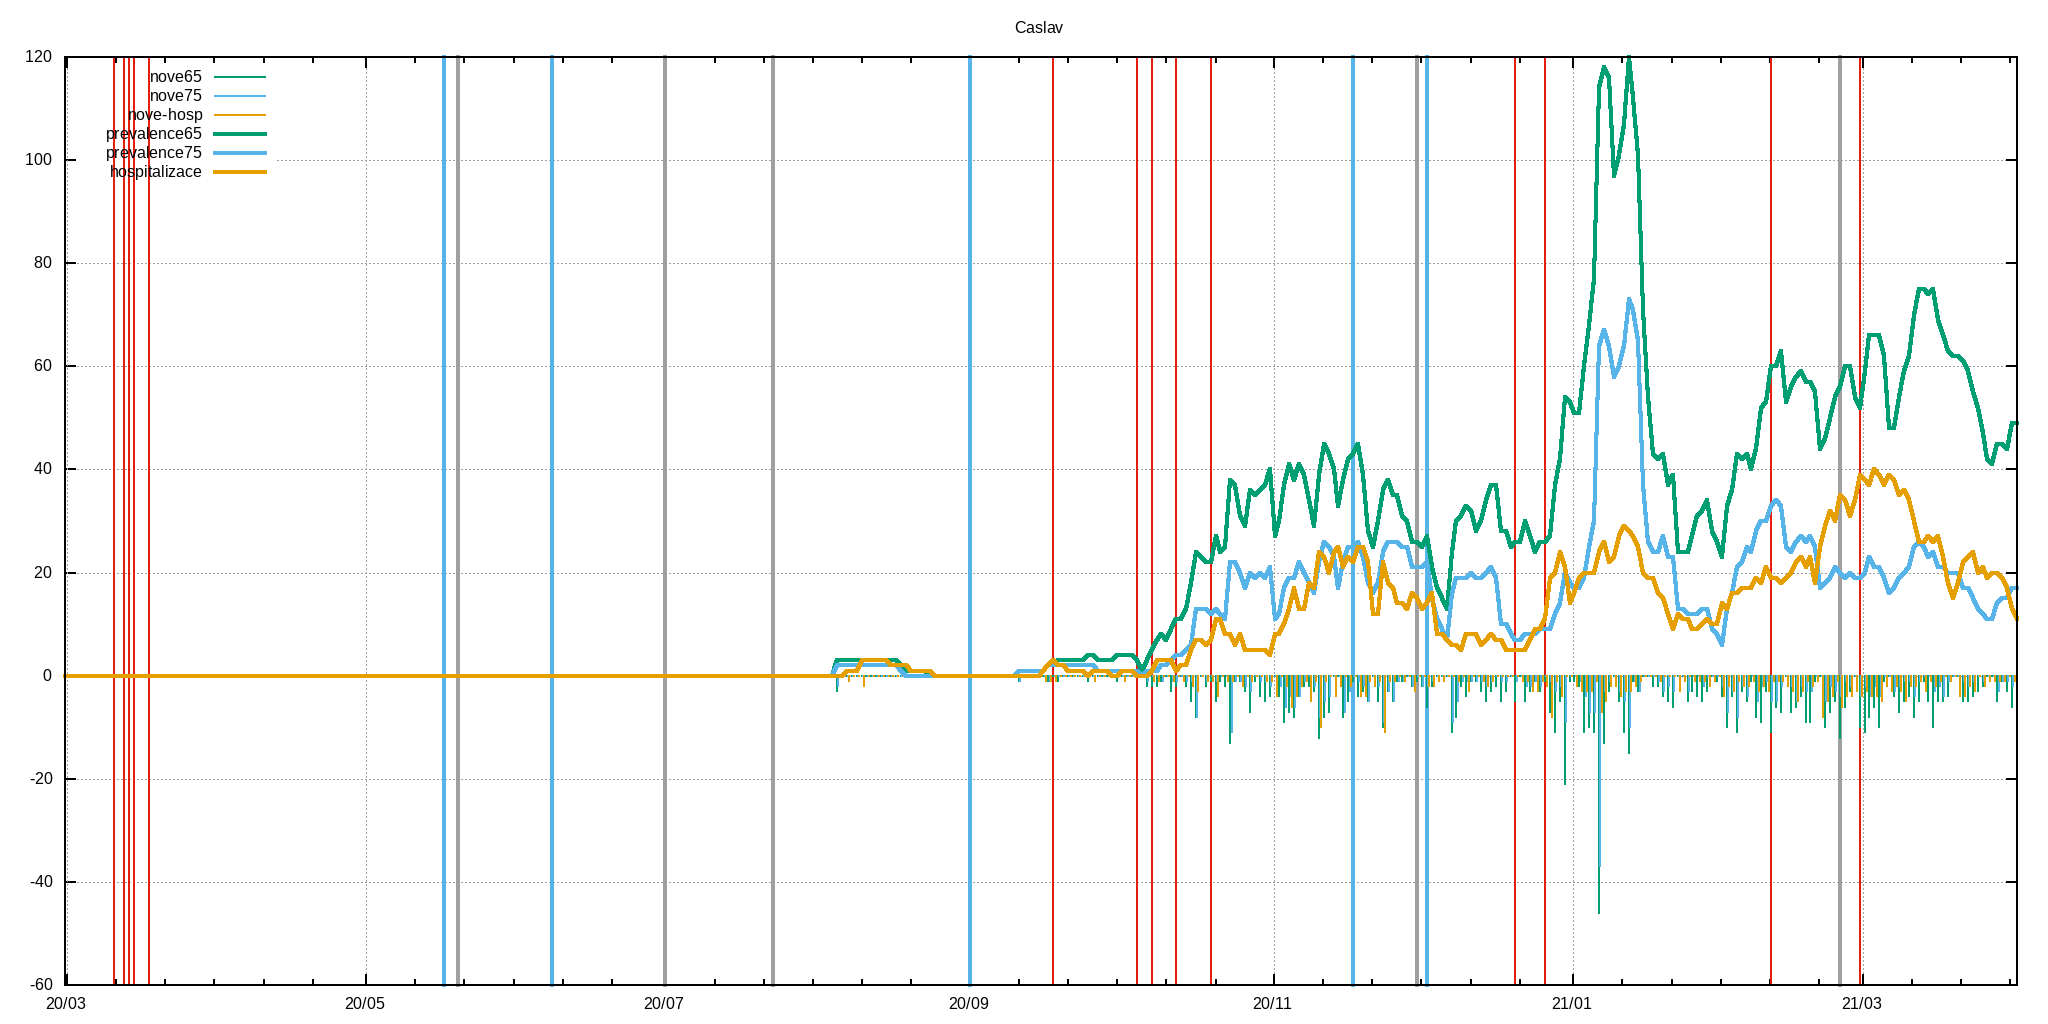 Caslav
120
nove65
nove75
nove-hosp
prevalence65
prevalence75
hospitalizace
100
80
60
40
20
0
-20
-40
-60
20/03 20/05 20/07 20/09 20/11 21/01 21/03